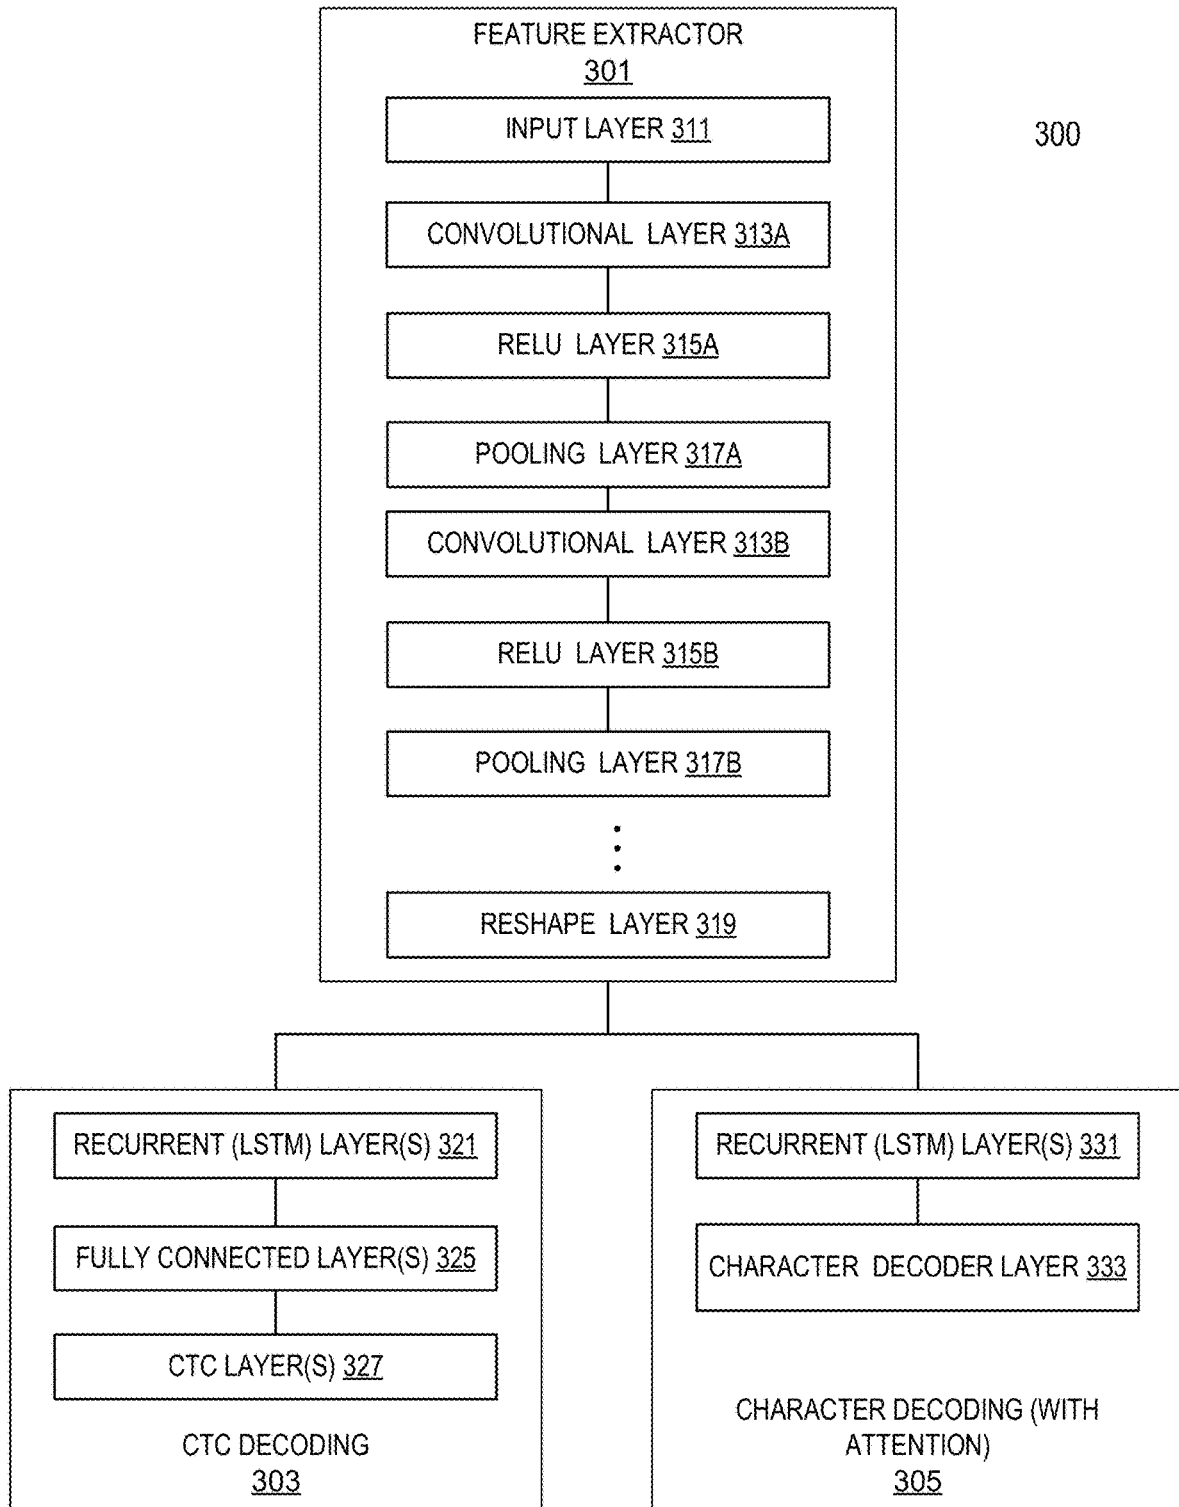 FEATURE EXTRACTOR
301
INPUT LAYER 311
300
CONVOLUTIONAL LAYER 313A
RELU LAYER 315A
POOLING LAYER 317A
CONVOLUTIONAL LAYER 313B
RELU LAYER 315B
POOLING LAYER 317B
RESHAPE LAYER 319
RECURRENT (LSTM) LAYER(S) 321
FULLY CONNECTED LAYER(S) 325
CTC LAYER(S) 327
CTC DECODING
303
RECURRENT (LSTM) LAYER(S) 331
CHARACTER DECODER LAYER 333
CHARACTER DECODING (WITH
ATTENTION)
305